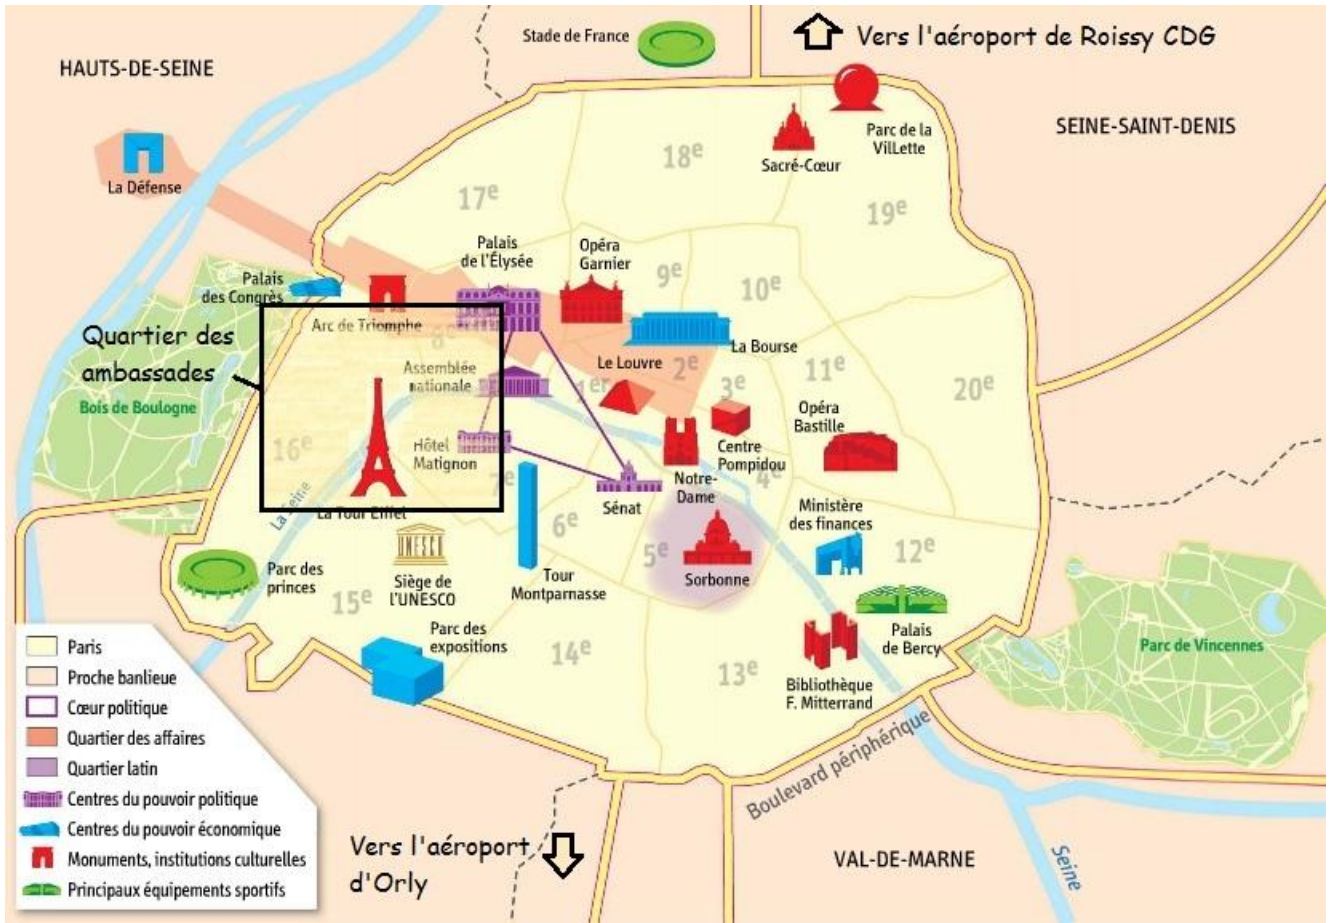 Stade de France
Vers l'aéroport de Roissy CDG
HAUTS-DE-SEINE
SEINE-SAINT-DENIS
Parc de la
VilLette
Sacré-Cœur
18e
La Défense
17e
19e
Palais
de l'Élysée
Opéra
Garnier
9e
10e
Palais
des Congrès
Arc de Triomphe
8e
Quartier des
ambassades
La Bourse
Le Louvre
2e
Assemblée
nationale
1er
3e
11e
20e
Bois de Boulogne
Opéra
Bastille
16e
Hôtel
Matignon
Centre
Pompidou
Notre-
Dame
4e
7e
La Seine
La Tour Eiffel
Sénat
Ministère
des finances
6e
5e
12e
UNESCO
Sorbonne
Parc des
princes
Siège de
l'UNESCO
Tour
Montparnasse
15e
Parc des
expositions
14e
13e
Palais
de Bercy
Parc de Vincennes
Bibliothèque
F. Mitterrand
Boulevard périphérique
Paris
Proche banlieue
Cœur politique
Quartier des affaires
Quartier latin
Centres du pouvoir politique
Centres du pouvoir économique
Monuments, institutions culturelles
Principaux équipements sportifs
Vers l'aéroport
d'Orly
VAL-DE-MARNE
Seine